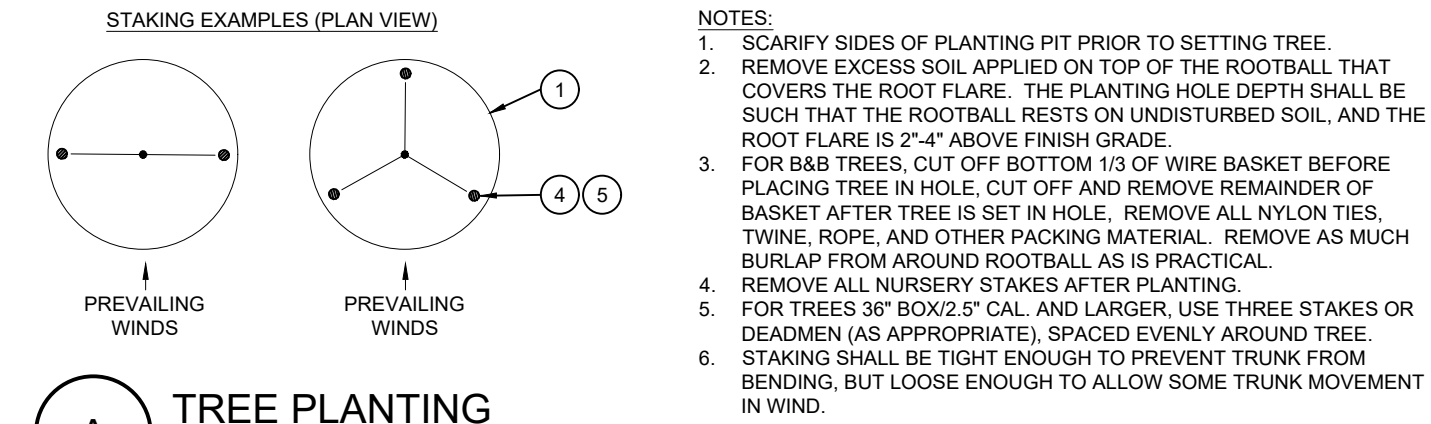 STAKING EXAMPLES (PLAN VIEW)
1
4 5
PREVAILING
WINDS
PREVAILING
WINDS
A
TREE PLANTING
NOTES:
1. SCARIFY SIDES OF PLANTING PIT PRIOR TO SETTING TREE.
2. REMOVE EXCESS SOIL APPLIED ON TOP OF THE ROOTBALL THAT
COVERS THE ROOT FLARE. THE PLANTING HOLE DEPTH SHALL BE
SUCH THAT THE ROOTBALL RESTS ON UNDISTURBED SOIL, AND THE
ROOT FLARE IS 2"-4" ABOVE FINISH GRADE.
3. FOR B&B TREES, CUT OFF BOTTOM 1/3 OF WIRE BASKET BEFORE
PLACING TREE IN HOLE, CUT OFF AND REMOVE REMAINDER OF
BASKET AFTER TREE IS SET IN HOLE, REMOVE ALL NYLON TIES,
TWINE, ROPE, AND OTHER PACKING MATERIAL. REMOVE AS MUCH
BURLAP FROM AROUND ROOTBALL AS IS PRACTICAL.
4. REMOVE ALL NURSERY STAKES AFTER PLANTING.
5. FOR TREES 36" BOX/2.5" CAL. AND LARGER, USE THREE STAKES OR
DEADMEN (AS APPROPRIATE), SPACED EVENLY AROUND TREE.
6. STAKING SHALL BE TIGHT ENOUGH TO PREVENT TRUNK FROM
BENDING, BUT LOOSE ENOUGH TO ALLOW SOME TRUNK MOVEMENT
IN WIND.